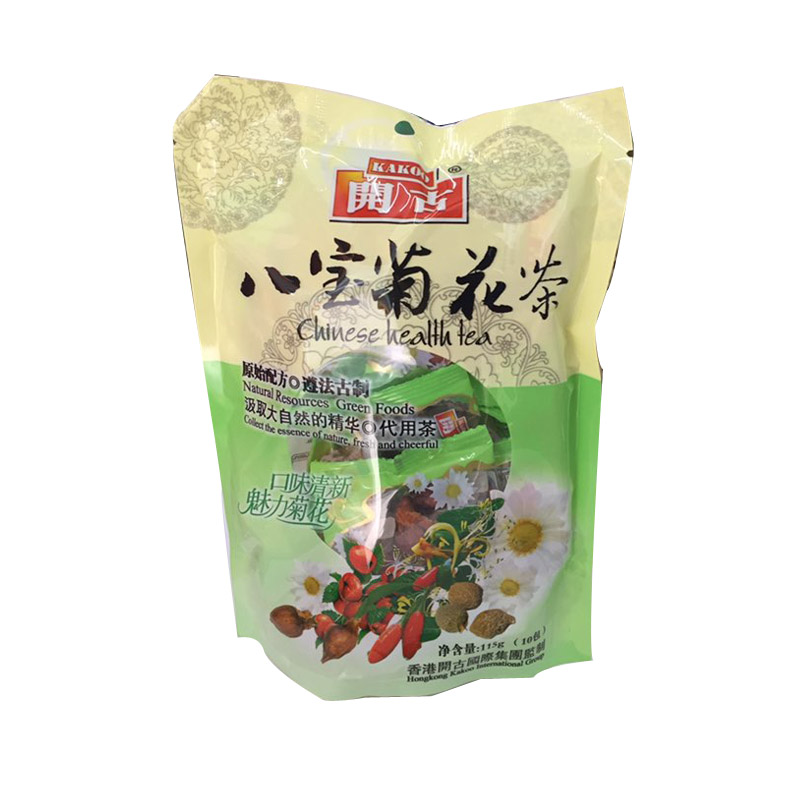 KAKOO
開古®
八宝菊花茶
Chinese health tea
原始配方◎遵法古制
Natural Resources Green Foods
汲取大自然的精华◎代用茶
Collect the essence of nature, fresh and cheerful
口味清新
魅力菊花
净含量:115g（10包）
香港開古國際集團监制
Hongkong Kakoo International Group